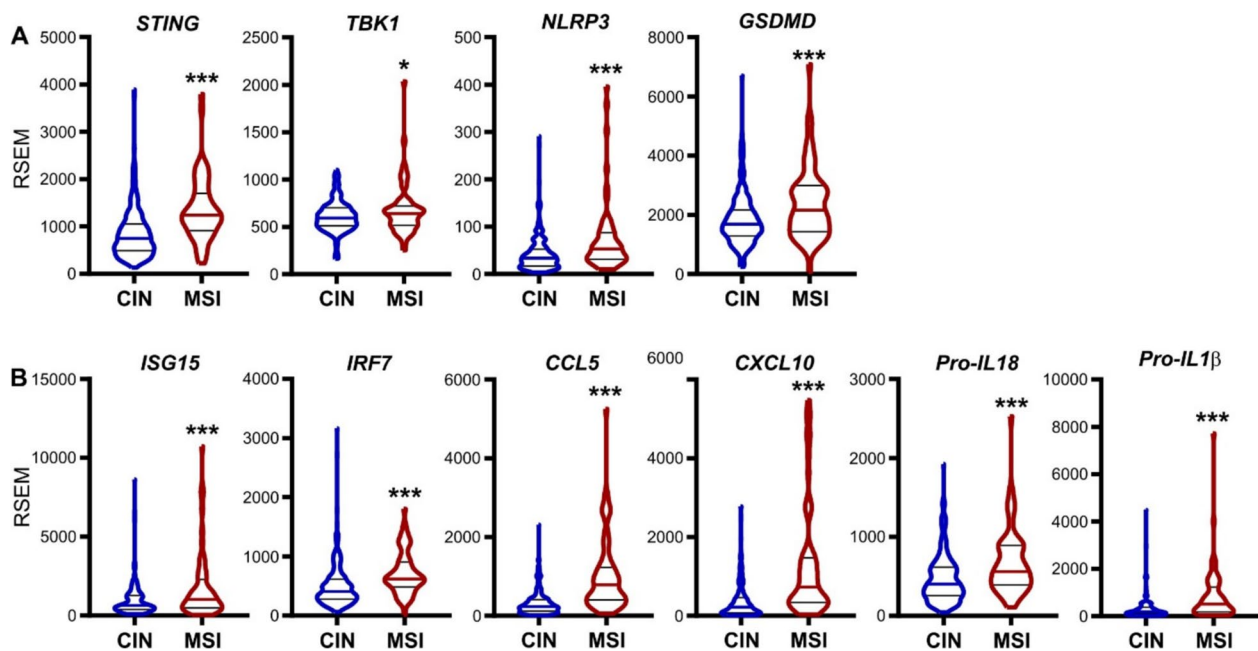 A
STING
TBK1
NLRP3
GSDMD
RSEM
5000
4000
3000
2000
1000
0
CIN
MSI
***
2500
2000
1500
1000
500
0
CIN
MSI
*
500
400
300
200
100
0
CIN
MSI
***
8000
6000
4000
2000
0
CIN
MSI
***
B
ISG15
IRF7
CCL5
CXCL10
Pro-IL18
Pro-IL1β
RSEM
15000
10000
5000
0
CIN
MSI
***
4000
3000
2000
1000
0
CIN
MSI
***
6000
4000
2000
0
CIN
MSI
***
6000
4000
2000
0
CIN
MSI
***
3000
2000
1000
0
CIN
MSI
***
10000
8000
6000
4000
2000
0
CIN
MSI
***